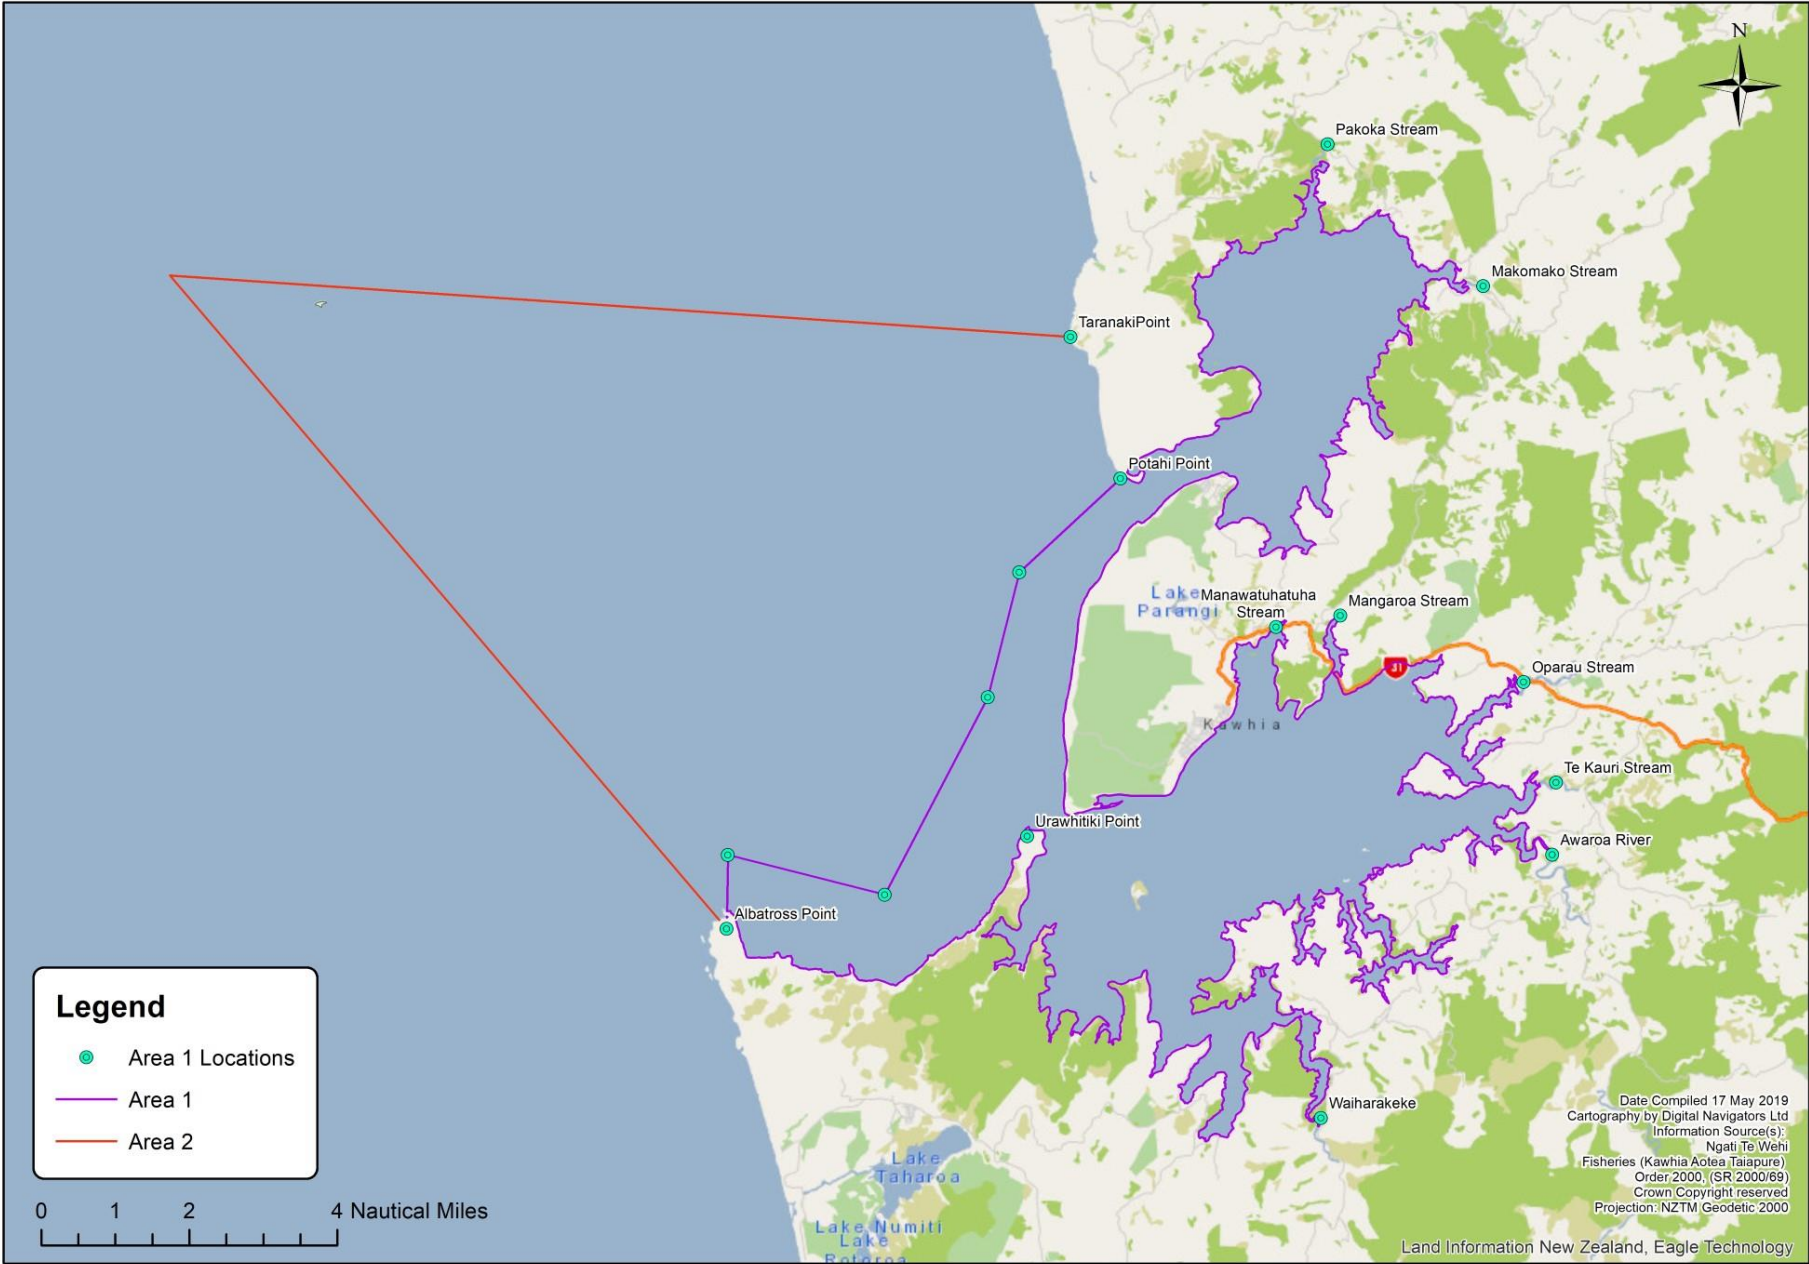 N
Pakoka Stream
Makomako Stream
TaranakiPoint
Potahi Point
Lake
Parangi
Manawatuhatuha
Stream
Mangaroa Stream
31
Oparau Stream
Kawhia
Te Kauri Stream
Urawhitiki Point
Awaroa River
Albatross Point
Waiharakeke
Lake
Taharoa
Lake Numiti
Lake
Rotoroa
Legend
Area 1 Locations
Area 1
Area 2
0 1 2 4 Nautical Miles
Date Compiled 17 May 2019
Cartography by Digital Navigators Ltd
Information Source(s):
Ngati Te Wehi
Fisheries (Kawhia Aotea Taiapure)
Order 2000, (SR 2000/69)
Crown Copyright reserved
Projection: NZTM Geodetic 2000
Land Information New Zealand, Eagle Technology